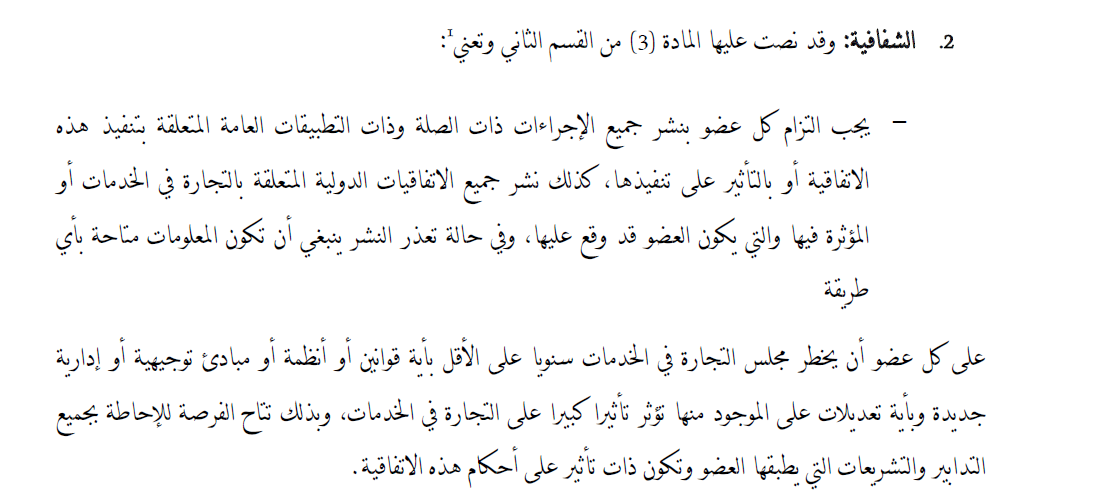 2. الشفافية: وقد نصت عليها المادة (3) من القسم الثاني وتعني1:
– يجب التزام كل عضو بنشر جميع الإجراءات ذات الصلة وذات التطبيقات العامة المتعلقة بتنفيذ هذه
الاتفاقية أو بالتأثير على تنفيذها، كذلك نشر جميع الاتفاقيات الدولية المتعلقة بالتجارة في الخدمات أو
المؤثرة فيها والتي يكون العضو قد وقع عليها، وفي حالة تعذر النشر ينبغي أن تكون المعلومات متاحة بأي
طريقة
على كل عضو أن يخطر مجلس التجارة في الخدمات سنويا على الأقل بأية قوانين أو أنظمة أو مبادئ توجيهية أو إدارية
جديدة وبأية تعديلات على الموجود منها تؤثر تأثيرا كبيرا على التجارة في الخدمات، وبذلك تتاح الفرصة للإحاطة بجميع
التدابير والتشريعات التي يطبقها العضو وتكون ذات تأثير على أحكام هذه الاتفاقية.